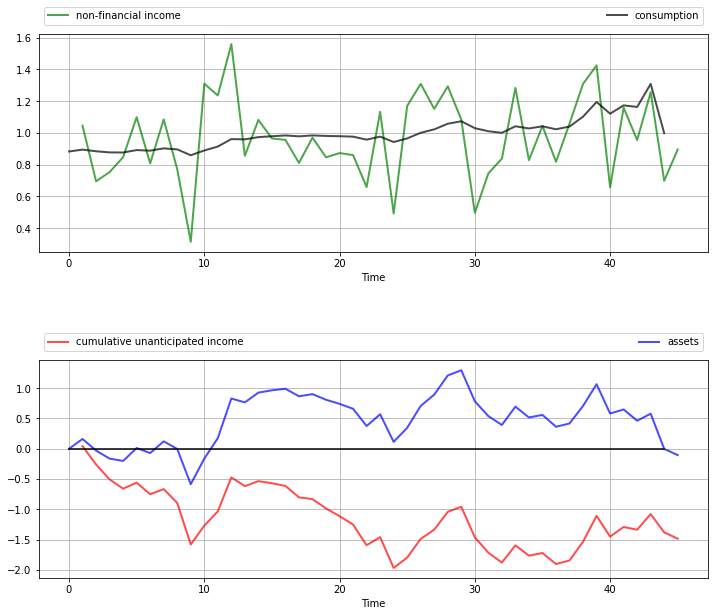 non-financial income consumption
1.6
1.4
1.2
1.0
0.8
0.6
0.4
0 10 20 30 40
Time
cumulative unanticipated income assets
1.0
0.5
0.0
−0.5
−1.0
−1.5
−2.0
0 10 20 30 40
Time